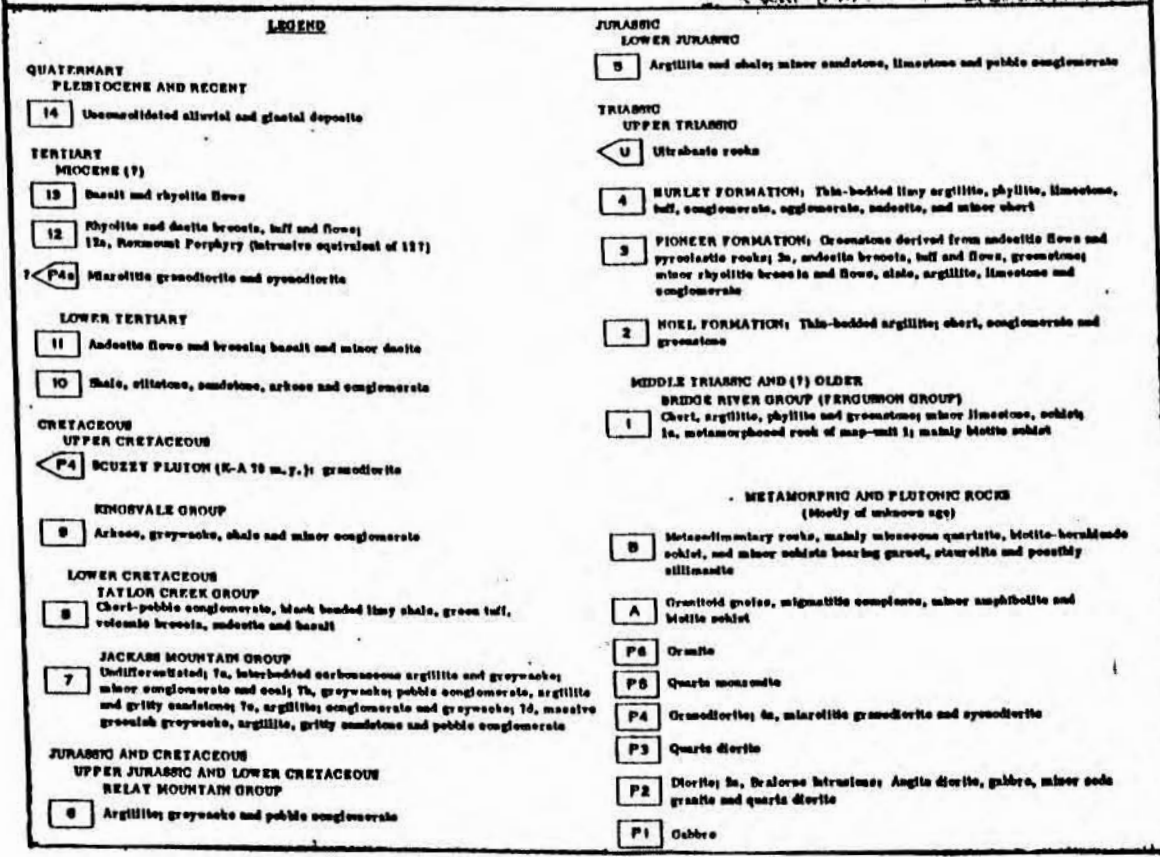 LEGEND
QUATERNARY
PLEISTOCENE AND RECENT
14 Unconsolidated alluvial and glacial deposits
TERTIARY
MIOCENE (?)
13 Basalt and rhyolite flows
12 Rhyolite and dacite breccia, tuff and flows;
12a, Rexmount Porphyry (intrusive equivalent of 12?)
? P4a Miarolitic granodiorite and syenodiorite
LOWER TERTIARY
11 Andesite flows and breccia; basalt and minor dacite
10 Shale, siltstone, sandstone, arkose and conglomerate
CRETACEOUS
UPPER CRETACEOUS
P4 SCUZZY PLUTON (K-A 70 m.y.): granodiorite
KINGSVALE GROUP
9 Arkose, greywacke, shale and minor conglomerate
LOWER CRETACEOUS
TAYLOR CREEK GROUP
8 Chert-pebble conglomerate, black banded limy shale, green tuff,
volcanic breccia, andesite and basalt
JACKASS MOUNTAIN GROUP
7 Undifferentiated; 7a, interbedded carbonaceous argillite and greywacke;
minor conglomerate and coal; 7b, greywacke; pebble conglomerate, argillite
and gritty sandstone; 7c, argillite; conglomerate and greywacke; 7d, massive
greenish greywacke, argillite, gritty sandstone and pebble conglomerate
JURASSIC AND CRETACEOUS
UPPER JURASSIC AND LOWER CRETACEOUS
RELAY MOUNTAIN GROUP
6 Argillite; greywacke and pebble conglomerate
JURASSIC
LOWER JURASSIC
5 Argillite and shale; minor sandstone, limestone and pebble conglomerate
TRIASSIC
UPPER TRIASSIC
U Ultrabasic rocks
4 HURLEY FORMATION: Thin-bedded limy argillite, phyllite, limestone,
tuff, conglomerate, agglomerate, andesite, and minor chert
3 PIONEER FORMATION: Greenstone derived from andesitic flows and
pyroclastic rocks; 3a, andesite breccia, tuff and flows, greenstone;
minor rhyolitic breccia and flows, slate, argillite, limestone and
conglomerate
2 NOEL FORMATION: Thin-bedded argillite; chert, conglomerate and
greenstone
MIDDLE TRIASSIC AND (?) OLDER
BRIDGE RIVER GROUP (FERGUSSON GROUP)
1 Chert, argillite, phyllite and greenstone; minor limestone, schist;
1a, metamorphosed rock of map-unit 1; mainly biotite schist
METAMORPHIC AND PLUTONIC ROCKS
(Mostly of unknown age)
B Metasedimentary rocks, mainly micaceous quartzite, biotite-hornblende
schist, and minor schists bearing garnet, staurolite and possibly
sillimanite
A Granitoid gneiss, migmatitic complexes, minor amphibolite and
biotite schist
P6 Granite
P5 Quartz monzonite
P4 Granodiorite; 4a, miarolitic granodiorite and syenodiorite
P3 Quartz diorite
P2 Diorite; 2a, Bralorne Intrusions: Augite diorite, gabbro, minor soda
granite and quartz diorite
P1 Gabbro